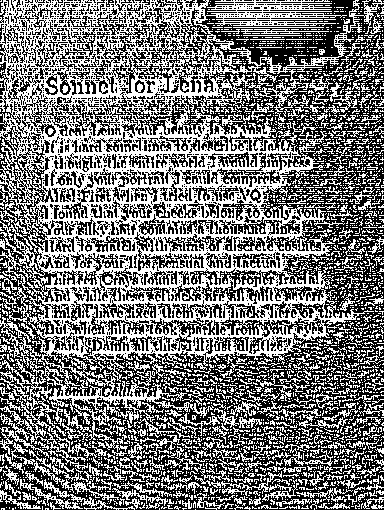 Sonnet for Lena
O dear Lena, your beauty is so vast
It is hard sometimes to describe it fast.
I thought the entire world I would impress
If only your portrait I could compress.
Alas! First when I tried to use VQ
I found that your cheeks belong to only you.
Your silky hair contains a thousand lines
Hard to match with sums of discrete cosines.
And for your lips, sensual and tactual
Thirteen Crays found not the proper fractal.
And while these setbacks are all quite severe
I might have fixed them with hacks here or there
But when filters took sparkle from your eyes
I said, 'Damn all this. I'll just digitize.'
Thomas Colthurst